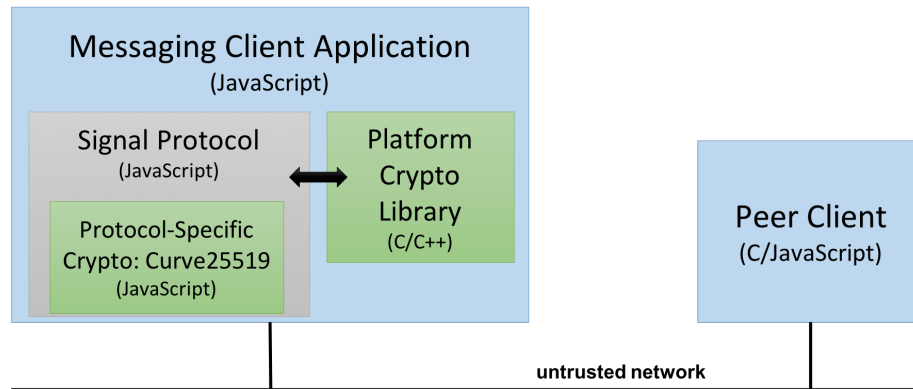 Messaging Client Application
(JavaScript)
Signal Protocol
(JavaScript)
Protocol-Specific
Crypto: Curve25519
(JavaScript)
Platform
Crypto
Library
(C/C++)
Peer Client
(C/JavaScript)
untrusted network